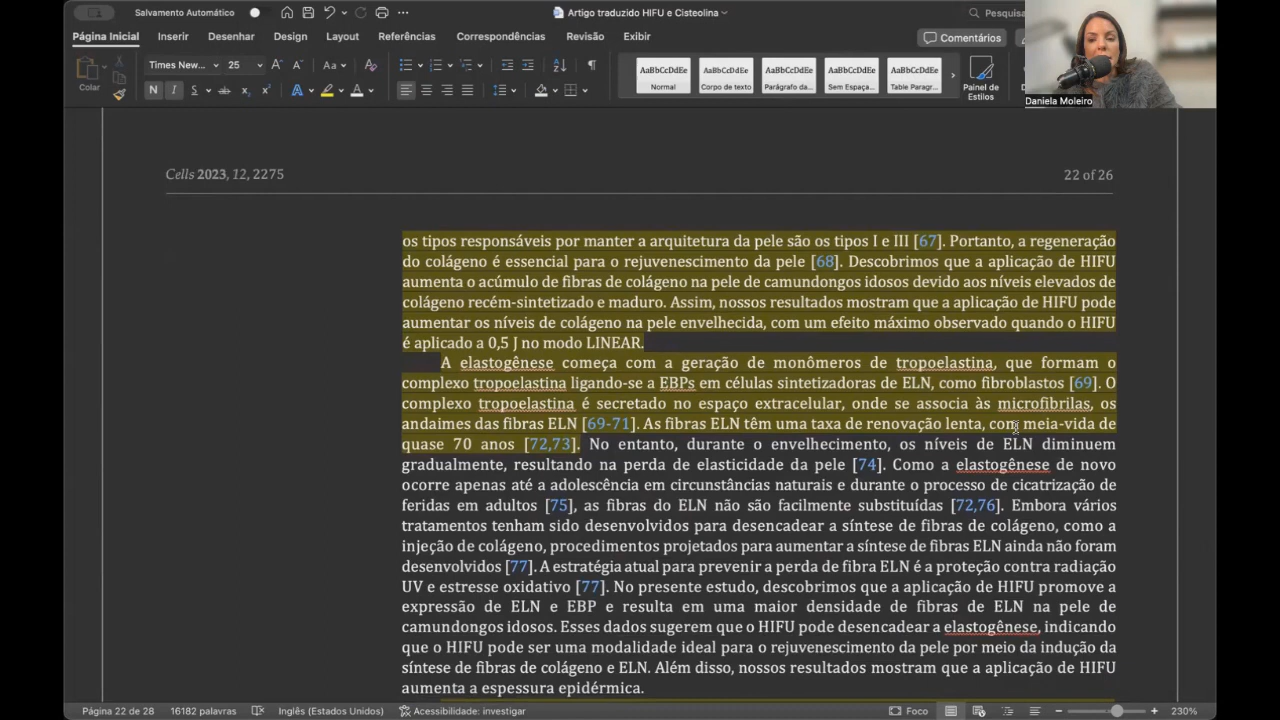 Salvamento Automático
Artigo traduzido HIFU e Cisteolina
Pesquisa
Página Inicial Inserir Desenhar Design Layout Referências Correspondências Revisão Exibir
Comentários
Colar
Times New... 25
AaBbCcDdEe AaBbCcDdEe AaBbCcDdEe AaBbCcDdEe AaBbCcDdEe
Normal Corpo de texto Parágrafo da... Sem Espaça... Table Paragr...
Painel de
Estilos
Daniela Moleiro
Cells 2023, 12, 2275
22 of 26
os tipos responsáveis por manter a arquitetura da pele são os tipos I e III [67]. Portanto, a regeneração
do colágeno é essencial para o rejuvenescimento da pele [68]. Descobrimos que a aplicação de HIFU
aumenta o acúmulo de fibras de colágeno na pele de camundongos idosos devido aos níveis elevados de
colágeno recém-sintetizado e maduro. Assim, nossos resultados mostram que a aplicação de HIFU pode
aumentar os níveis de colágeno na pele envelhecida, com um efeito máximo observado quando o HIFU
é aplicado a 0,5 J no modo LINEAR.
A elastogênese começa com a geração de monômeros de tropoelastina, que formam o
complexo tropoelastina ligando-se a EBPs em células sintetizadoras de ELN, como fibroblastos [69]. O
complexo tropoelastina é secretado no espaço extracelular, onde se associa às microfibrilas, os
andaimes das fibras ELN [69-71]. As fibras ELN têm uma taxa de renovação lenta, com meia-vida de
quase 70 anos [72,73]. No entanto, durante o envelhecimento, os níveis de ELN diminuem
gradualmente, resultando na perda de elasticidade da pele [74]. Como a elastogênese de novo
ocorre apenas até a adolescência em circunstâncias naturais e durante o processo de cicatrização de
feridas em adultos [75], as fibras do ELN não são facilmente substituídas [72,76]. Embora vários
tratamentos tenham sido desenvolvidos para desencadear a síntese de fibras de colágeno, como a
injeção de colágeno, procedimentos projetados para aumentar a síntese de fibras ELN ainda não foram
desenvolvidos [77]. A estratégia atual para prevenir a perda de fibra ELN é a proteção contra radiação
UV e estresse oxidativo [77]. No presente estudo, descobrimos que a aplicação de HIFU promove a
expressão de ELN e EBP e resulta em uma maior densidade de fibras de ELN na pele de
camundongos idosos. Esses dados sugerem que o HIFU pode desencadear a elastogênese, indicando
que o HIFU pode ser uma modalidade ideal para o rejuvenescimento da pele por meio da indução da
síntese de fibras de colágeno e ELN. Além disso, nossos resultados mostram que a aplicação de HIFU
aumenta a espessura epidérmica.
Página 22 de 28 16182 palavras Inglês (Estados Unidos) Acessibilidade: investigar Foco 230%